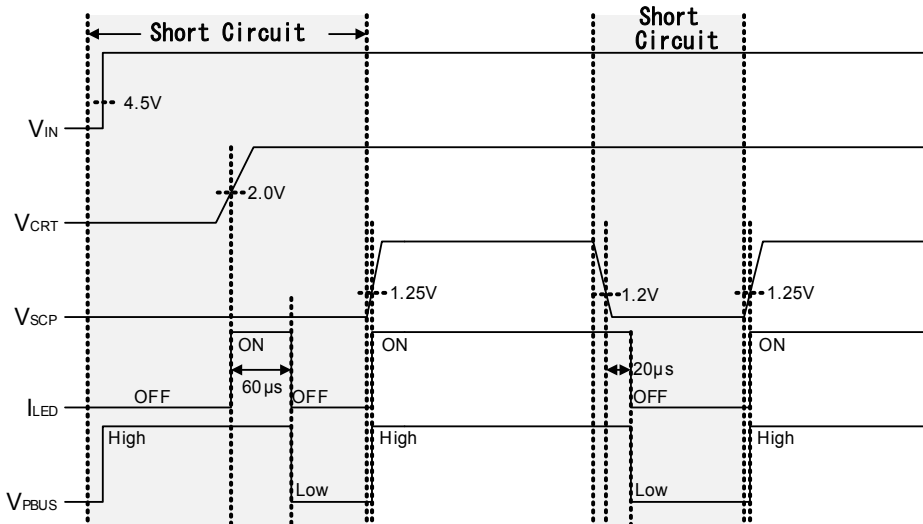 Short Circuit
Short
Circuit
4.5V
VIN
2.0V
VCRT
1.25V
1.2V
1.25V
VSCP
ON
ON
ON
60µs
20µs
OFF
OFF
OFF
ILED
High
High
High
Low
Low
VPBUS